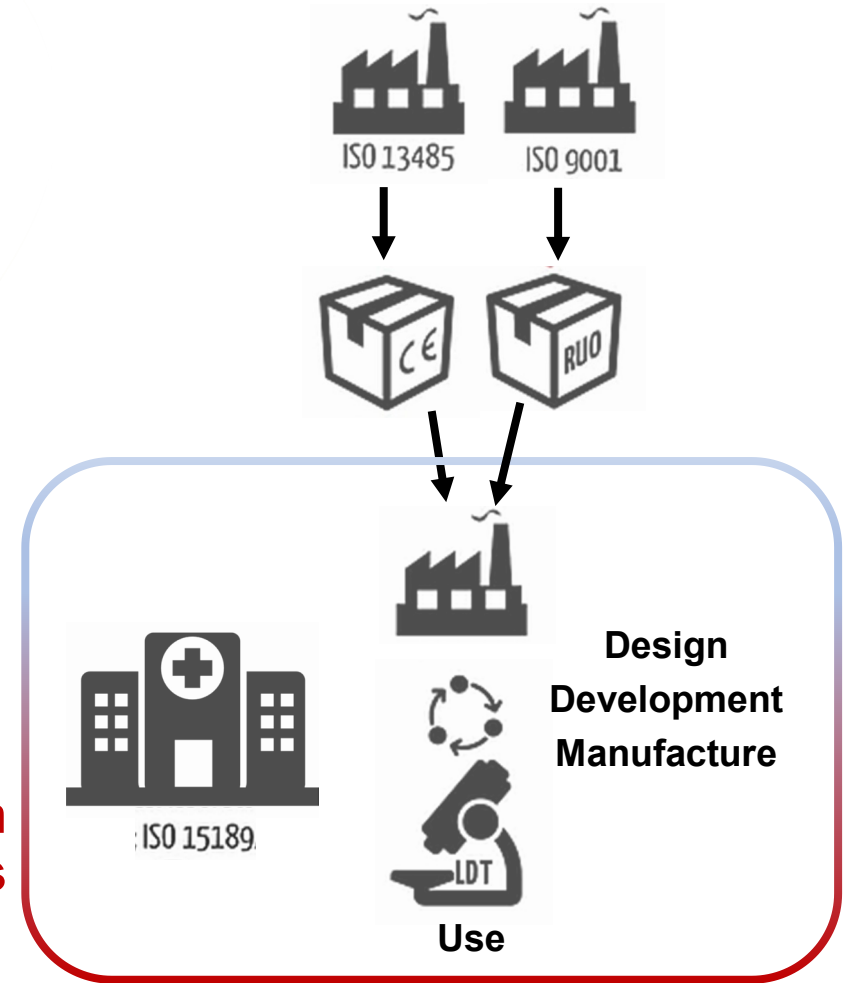 ISO 13485
ISO 9001
CE
RUO
Design
Development
Manufacture
: ISO 15189.
LDT
Use